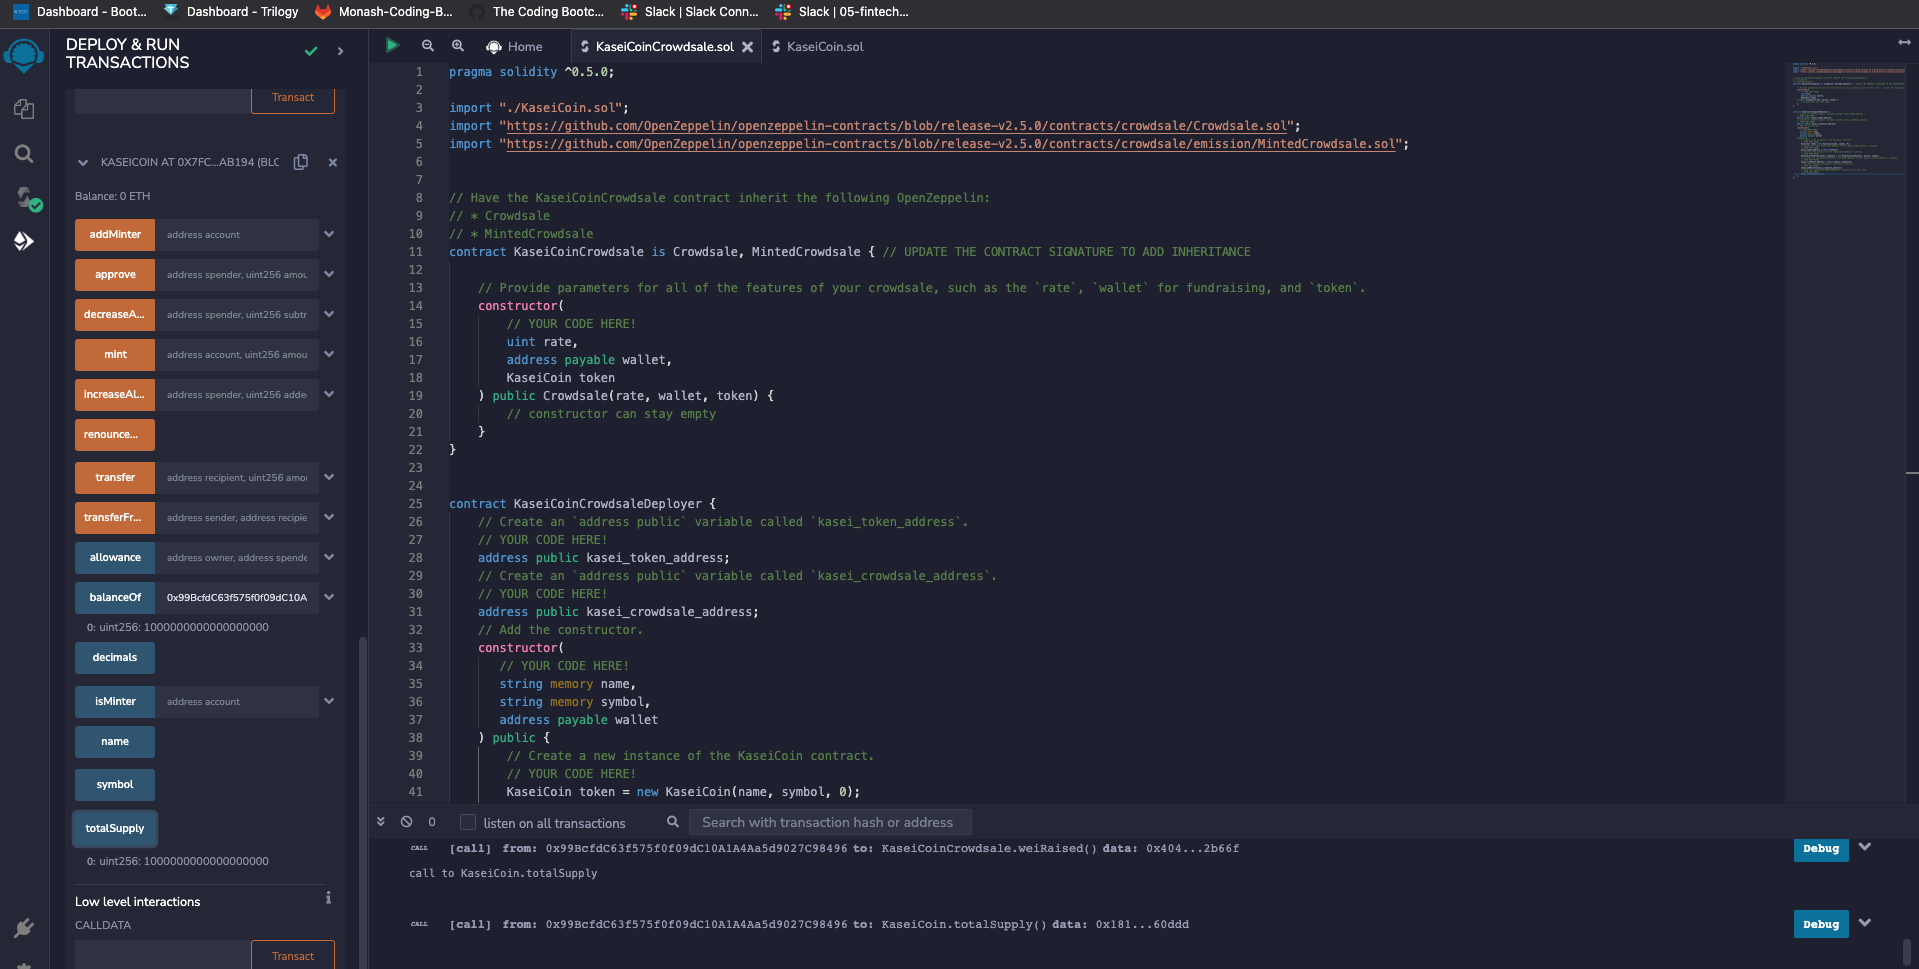 Dashboard - Boot...
Dashboard - Trilogy
Monash-Coding-B...
The Coding Bootc...
Slack | Slack Conn...
Slack | 05-fintech...
DEPLOY & RUN
TRANSACTIONS
Transact
KASEICOIN AT 0X7FC...AB194 (BLC
Balance: 0 ETH
addMinter address account
approve address spender, uint256 amou
decreaseA... address spender, uint256 subtr
mint address account, uint256 amou
increaseAl... address spender, uint256 adde
renounce...
transfer address recipient, uint256 amo
transferFr... address sender, address recipie
allowance address owner, address spende
balanceOf 0x99BcfdC63f575f0f09dC10A
0: uint256: 1000000000000000000
decimals
isMinter address account
name
symbol
totalSupply
0: uint256: 1000000000000000000
Low level interactions
CALLDATA
Transact
Home
KaseiCoinCrowdsale.sol
KaseiCoin.sol
1 pragma solidity ^0.5.0;
2
3 import "./KaseiCoin.sol";
4 import "https://github.com/OpenZeppelin/openzeppelin-contracts/blob/release-v2.5.0/contracts/crowdsale/Crowdsale.sol";
5 import "https://github.com/OpenZeppelin/openzeppelin-contracts/blob/release-v2.5.0/contracts/crowdsale/emission/MintedCrowdsale.sol";
6
7
8 // Have the KaseiCoinCrowdsale contract inherit the following OpenZeppelin:
9 // * Crowdsale
10 // * MintedCrowdsale
11 contract KaseiCoinCrowdsale is Crowdsale, MintedCrowdsale { // UPDATE THE CONTRACT SIGNATURE TO ADD INHERITANCE
12
13 // Provide parameters for all of the features of your crowdsale, such as the `rate`, `wallet` for fundraising, and `token`.
14 constructor(
15 // YOUR CODE HERE!
16 uint rate,
17 address payable wallet,
18 KaseiCoin token
19 ) public Crowdsale(rate, wallet, token) {
20 // constructor can stay empty
21 }
22 }
23
24
25 contract KaseiCoinCrowdsaleDeployer {
26 // Create an `address public` variable called `kasei_token_address`.
27 // YOUR CODE HERE!
28 address public kasei_token_address;
29 // Create an `address public` variable called `kasei_crowdsale_address`.
30 // YOUR CODE HERE!
31 address public kasei_crowdsale_address;
32 // Add the constructor.
33 constructor(
34 // YOUR CODE HERE!
35 string memory name,
36 string memory symbol,
37 address payable wallet
38 ) public {
39 // Create a new instance of the KaseiCoin contract.
40 // YOUR CODE HERE!
41 KaseiCoin token = new KaseiCoin(name, symbol, 0);
0 listen on all transactions Search with transaction hash or address
CALL [call] from: 0x99BcfdC63f575f0f09dC10A1A4Aa5d9027C98496 to: KaseiCoinCrowdsale.weiRaised() data: 0x404...2b66f Debug
call to KaseiCoin.totalSupply
CALL [call] from: 0x99BcfdC63f575f0f09dC10A1A4Aa5d9027C98496 to: KaseiCoin.totalSupply() data: 0x181...60ddd Debug